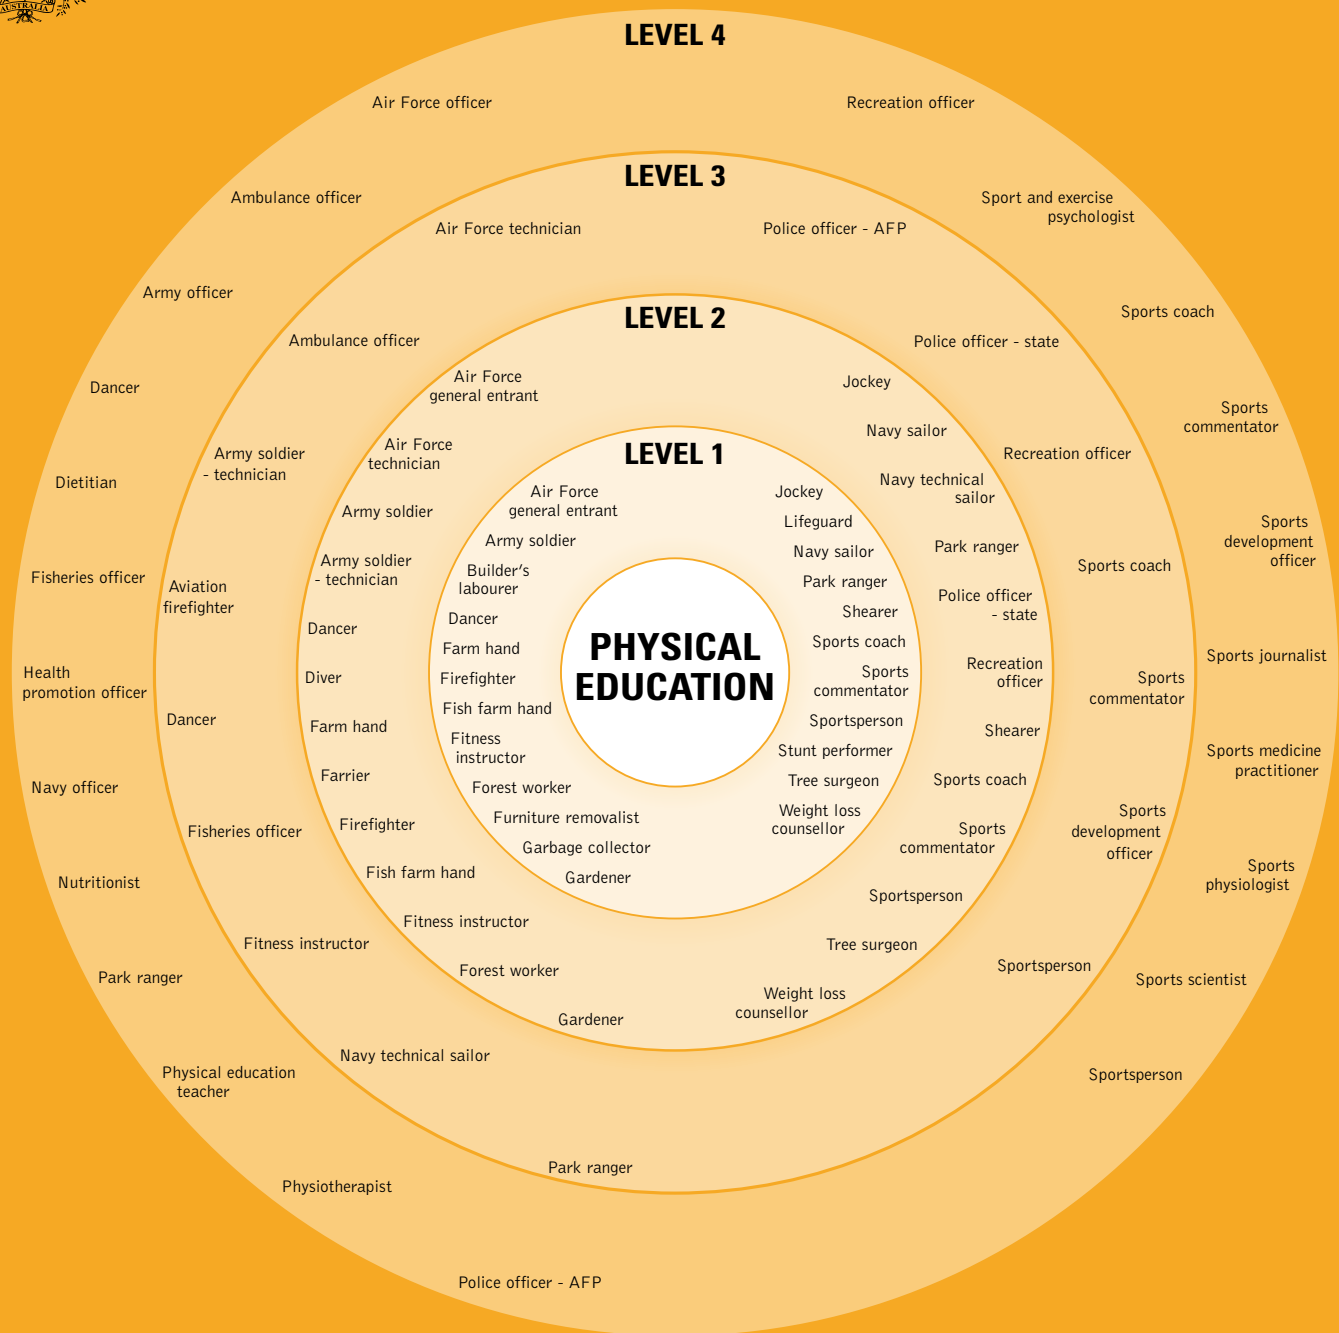 AUSTRALIA
LEVEL 4
Air Force officer
Ambulance officer
Army officer
Dancer
Dietitian
Fisheries officer
Health
promotion officer
Navy officer
Nutritionist
Park ranger
Physical education
teacher
Physiotherapist
Police officer - AFP
Recreation officer
Sport and exercise
psychologist
Sports coach
Sports
commentator
Sports
development
officer
Sports journalist
Sports medicine
practitioner
Sports
physiologist
Sports scientist
Sportsperson
LEVEL 3
Air Force technician
Ambulance officer
Army soldier
- technician
Aviation
firefighter
Dancer
Fisheries officer
Fitness instructor
Navy technical sailor
Park ranger
Police officer - AFP
Police officer - state
Recreation officer
Sports coach
Sports
commentator
Sports
development
officer
Sportsperson
LEVEL 2
Air Force
general entrant
Air Force
technician
Army soldier
Army soldier
- technician
Dancer
Diver
Farm hand
Farrier
Firefighter
Fish farm hand
Fitness instructor
Forest worker
Gardener
Jockey
Navy sailor
Navy technical
sailor
Park ranger
Police officer
- state
Recreation
officer
Shearer
Sports coach
Sports
commentator
Sportsperson
Tree surgeon
Weight loss
counsellor
LEVEL 1
Air Force
general entrant
Army soldier
Builder's
labourer
Dancer
Farm hand
Firefighter
Fish farm hand
Fitness
instructor
Forest worker
Furniture removalist
Garbage collector
Gardener
Jockey
Lifeguard
Navy sailor
Park ranger
Shearer
Sports coach
Sports
commentator
Sportsperson
Stunt performer
Tree surgeon
Weight loss
counsellor
PHYSICAL
EDUCATION